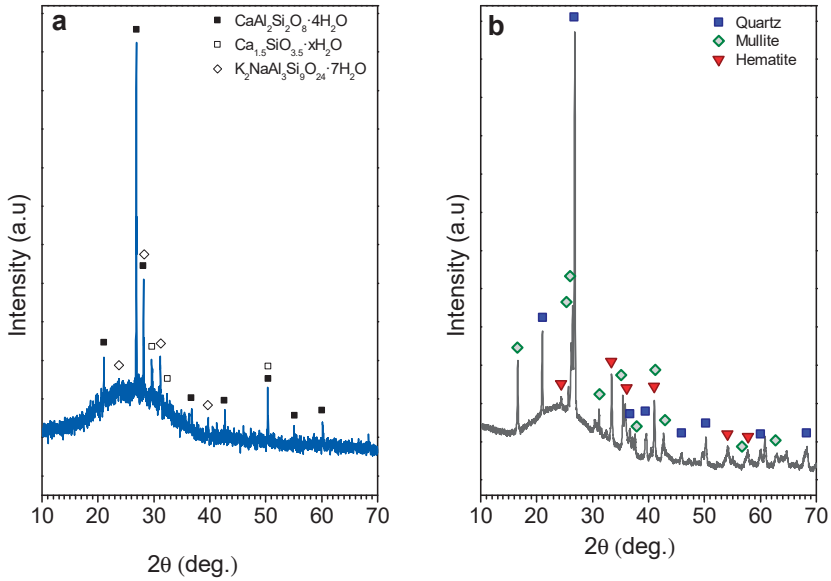 a
CaAl₂Si₂O₈·4H₂O
Ca₁.₅SiO₃.₅·xH₂O
K₂NaAl₃Si₉O₂₄·7H₂O
Intensity (a.u)
10 20 30 40 50 60 70
2θ (deg.)
b
Quartz
Mullite
Hematite
Intensity (a.u)
10 20 30 40 50 60 70
2θ (deg.)